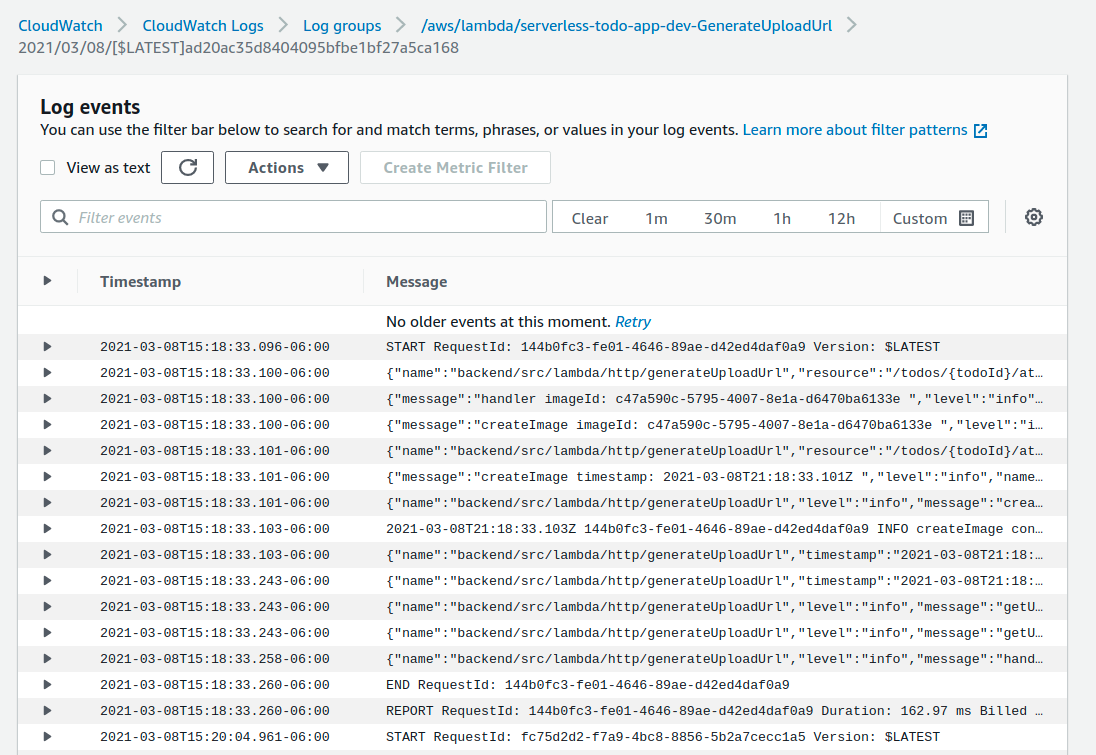 CloudWatch > CloudWatch Logs > Log groups > /aws/lambda/serverless-todo-app-dev-GenerateUploadUrl >
2021/03/08/[$LATEST]ad20ac35d8404095bfbe1bf27a5ca168
Log events
You can use the filter bar below to search for and match terms, phrases, or values in your log events. Learn more about filter patterns
View as text Actions Create Metric Filter
Filter events Clear 1m 30m 1h 12h Custom
Timestamp Message
No older events at this moment. Retry
2021-03-08T15:18:33.096-06:00 START RequestId: 144b0fc3-fe01-4646-89ae-d42ed4daf0a9 Version: $LATEST
2021-03-08T15:18:33.100-06:00 {"name":"backend/src/lambda/http/generateUploadUrl","resource":"/todos/{todoId}/at…
2021-03-08T15:18:33.100-06:00 {"message":"handler imageId: c47a590c-5795-4007-8e1a-d6470ba6133e ","level":"info"…
2021-03-08T15:18:33.100-06:00 {"message":"createImage imageId: c47a590c-5795-4007-8e1a-d6470ba6133e ","level":"i…
2021-03-08T15:18:33.101-06:00 {"name":"backend/src/lambda/http/generateUploadUrl","resource":"/todos/{todoId}/at…
2021-03-08T15:18:33.101-06:00 {"message":"createImage timestamp: 2021-03-08T21:18:33.101Z ","level":"info","name…
2021-03-08T15:18:33.101-06:00 {"name":"backend/src/lambda/http/generateUploadUrl","level":"info","message":"crea…
2021-03-08T15:18:33.103-06:00 2021-03-08T21:18:33.103Z 144b0fc3-fe01-4646-89ae-d42ed4daf0a9 INFO createImage con…
2021-03-08T15:18:33.103-06:00 {"name":"backend/src/lambda/http/generateUploadUrl","timestamp":"2021-03-08T21:18:…
2021-03-08T15:18:33.243-06:00 {"name":"backend/src/lambda/http/generateUploadUrl","timestamp":"2021-03-08T21:18:…
2021-03-08T15:18:33.243-06:00 {"name":"backend/src/lambda/http/generateUploadUrl","level":"info","message":"getU…
2021-03-08T15:18:33.243-06:00 {"name":"backend/src/lambda/http/generateUploadUrl","level":"info","message":"getU…
2021-03-08T15:18:33.258-06:00 {"name":"backend/src/lambda/http/generateUploadUrl","level":"info","message":"hand…
2021-03-08T15:18:33.260-06:00 END RequestId: 144b0fc3-fe01-4646-89ae-d42ed4daf0a9
2021-03-08T15:18:33.260-06:00 REPORT RequestId: 144b0fc3-fe01-4646-89ae-d42ed4daf0a9 Duration: 162.97 ms Billed …
2021-03-08T15:20:04.961-06:00 START RequestId: fc75d2d2-f7a9-4bc8-8856-5b2a7cecc1a5 Version: $LATEST